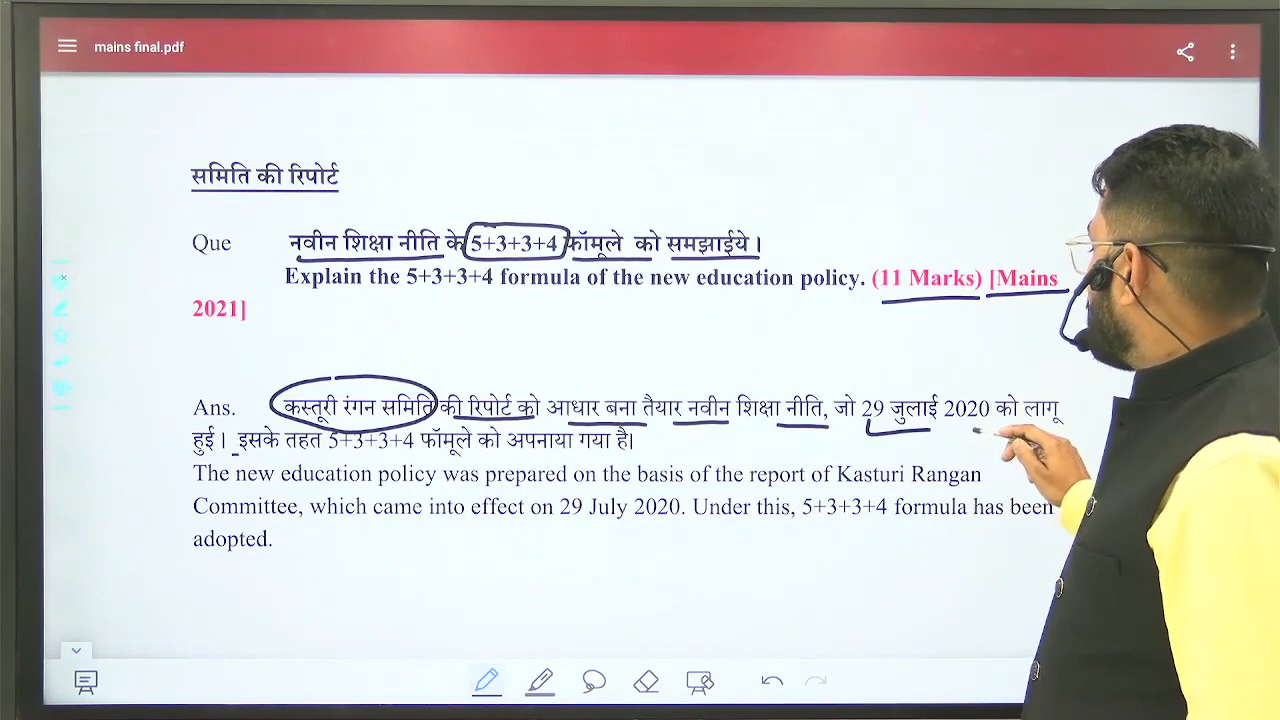 mains final.pdf
समिति की रिपोर्ट
Que नवीन शिक्षा नीति के 5+3+3+4 फॉमूले को समझाईये।
Explain the 5+3+3+4 formula of the new education policy. (11 Marks) [Mains
2021]
Ans. कस्तूरी रंगन समिति की रिपोर्ट को आधार बना तैयार नवीन शिक्षा नीति, जो 29 जुलाई 2020 को लागू
हुई। इसके तहत 5+3+3+4 फॉमूले को अपनाया गया है।
The new education policy was prepared on the basis of the report of Kasturi Rangan
Committee, which came into effect on 29 July 2020. Under this, 5+3+3+4 formula has been
adopted.